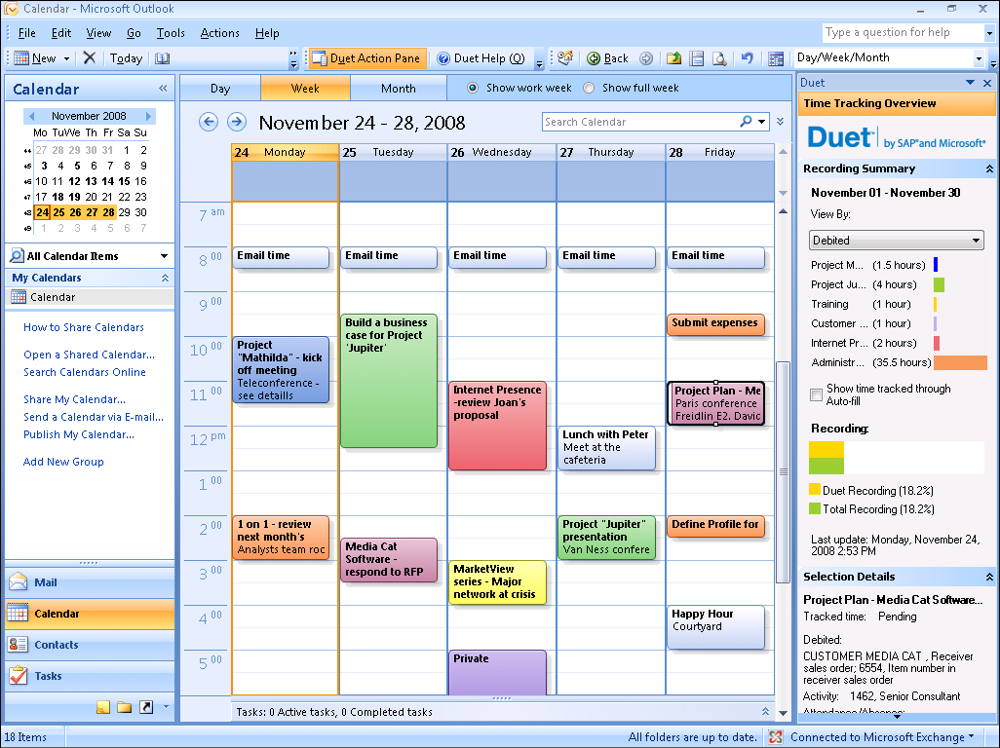 Calendar - Microsoft Outlook
File Edit View Go Tools Actions Help
Type a question for help
New Today Duet Action Pane Duet Help (Q) Back Day/Week/Month
Calendar «
November 2008
Mo TuWe Th Fr Sa Su
44 27 28 29 30 31 1 2
45 3 4 5 6 7 8 9
46 10 11 12 13 14 15 16
47 17 18 19 20 21 22 23
48 24 25 26 27 28 29 30
49 1 2 3 4 5 6 7
All Calendar Items
My Calendars
Calendar
How to Share Calendars
Open a Shared Calendar...
Search Calendars Online
Share My Calendar...
Send a Calendar via E-mail...
Publish My Calendar...
Add New Group
Mail
Calendar
Contacts
Tasks
Day Week Month Show work week Show full week
November 24 - 28, 2008
Search Calendar
24 Monday 25 Tuesday 26 Wednesday 27 Thursday 28 Friday
7 am
8 00
9 00
10 00
11 00
12 pm
1 00
2 00
3 00
4 00
5 00
Email time
Project
"Mathilda" - kick
off meeting
Teleconference -
see detaills
1 on 1 - review
next month's
Analysts team roc
Email time
Build a business
case for Project
'Jupiter'
Media Cat
Software -
respond to RFP
Email time
Internet Presence
-review Joan's
proposal
MarketView
series - Major
network at crisis
Private
Email time
Lunch with Peter
Meet at the
cafeteria
Project "Jupiter"
presentation
Van Ness confere
Email time
Submit expenses
Project Plan - Me
Paris conference
Freidlin E2. Davic
Define Profile for
Happy Hour
Courtyard
Tasks: 0 Active tasks, 0 Completed tasks
Duet
Time Tracking Overview
Duet™ by SAP® and Microsoft®
Recording Summary
November 01 - November 30
View By:
Debited
Project M... (1.5 hours)
Project Ju... (4 hours)
Training (1 hour)
Customer ... (1 hour)
Internet Pr... (2 hours)
Administr... (35.5 hours)
Show time tracked through
Auto-fill
Recording:
Duet Recording (18.2%)
Total Recording (18.2%)
Last update: Monday, November 24,
2008 2:53 PM
Selection Details
Project Plan - Media Cat Software...
Tracked time: Pending
Debited:
CUSTOMER MEDIA CAT , Receiver
sales order; 6554, Item number in
receiver sales order
Activity: 1462, Senior Consultant
Attendance/Absence:
18 Items
All folders are up to date. Connected to Microsoft Exchange